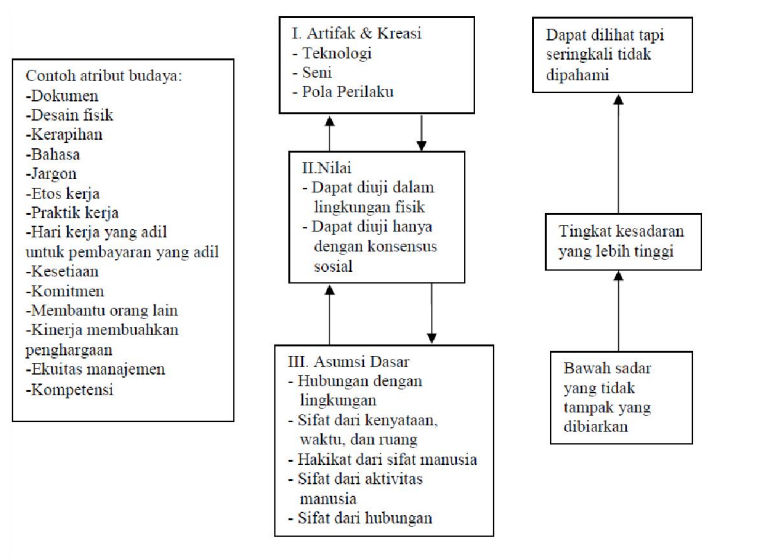 Contoh atribut budaya:
-Dokumen
-Desain fisik
-Kerapihan
-Bahasa
-Jargon
-Etos kerja
-Praktik kerja
-Hari kerja yang adil
untuk pembayaran yang adil
-Kesetiaan
-Komitmen
-Membantu orang lain
-Kinerja membuahkan
penghargaan
-Ekuitas manajemen
-Kompetensi
I. Artifak & Kreasi
- Teknologi
- Seni
- Pola Perilaku
II.Nilai
- Dapat diuji dalam
lingkungan fisik
- Dapat diuji hanya
dengan konsensus
sosial
III. Asumsi Dasar
- Hubungan dengan
lingkungan
- Sifat dari kenyataan,
waktu, dan ruang
- Hakikat dari sifat manusia
- Sifat dari aktivitas
manusia
- Sifat dari hubungan
Dapat dilihat tapi
seringkali tidak
dipahami
Tingkat kesadaran
yang lebih tinggi
Bawah sadar
yang tidak
tampak yang
dibiarkan